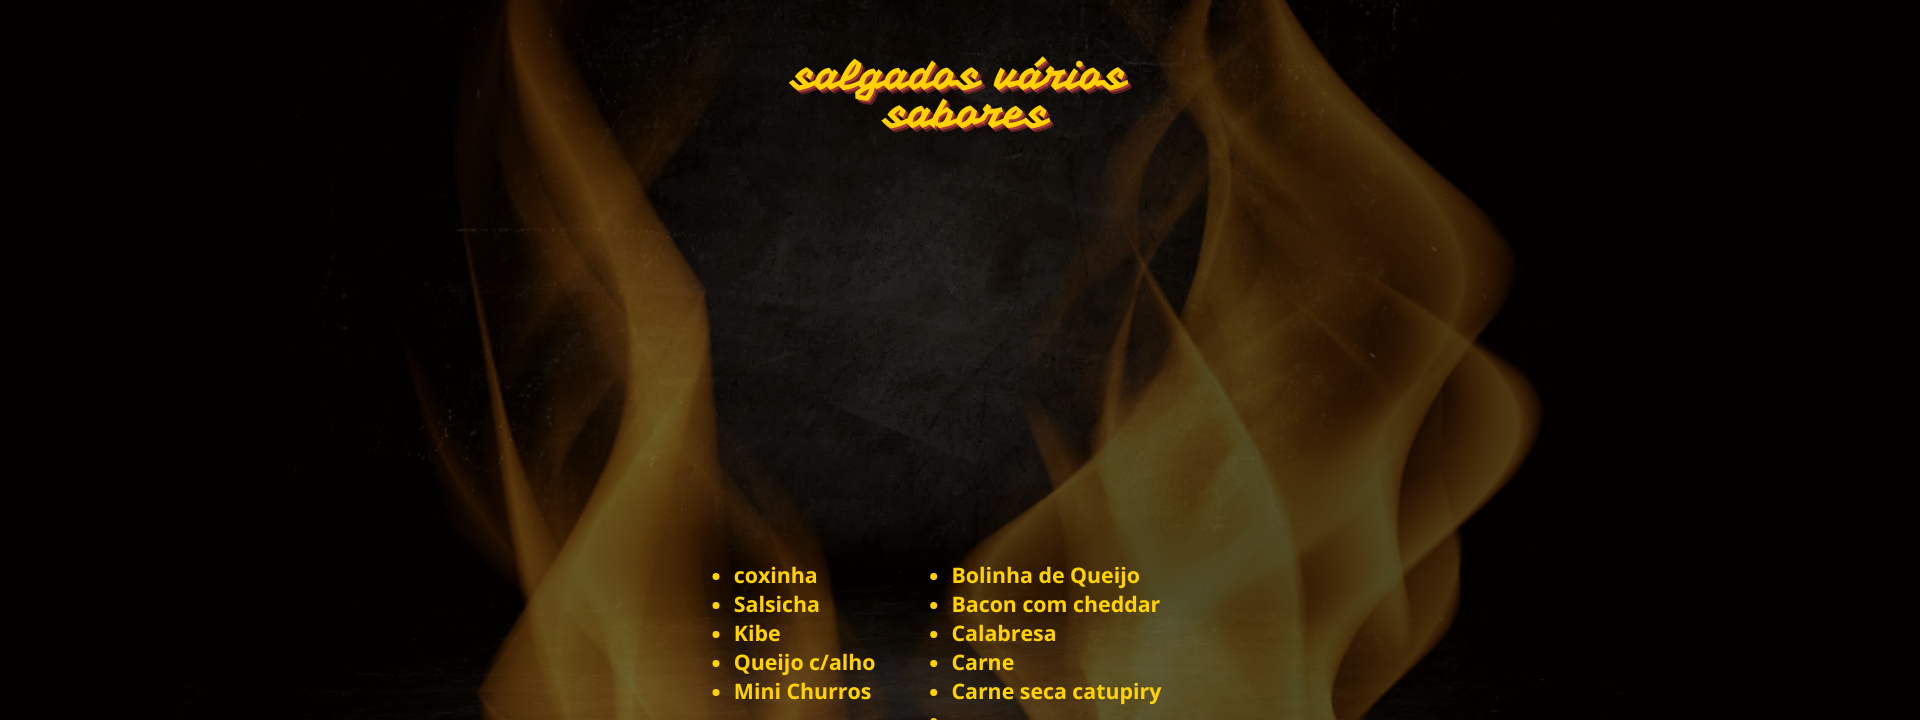 salgados vários
sabores
• coxinha
• Salsicha
• Kibe
• Queijo c/alho
• Mini Churros
• Bolinha de Queijo
• Bacon com cheddar
• Calabresa
• Carne
• Carne seca catupiry